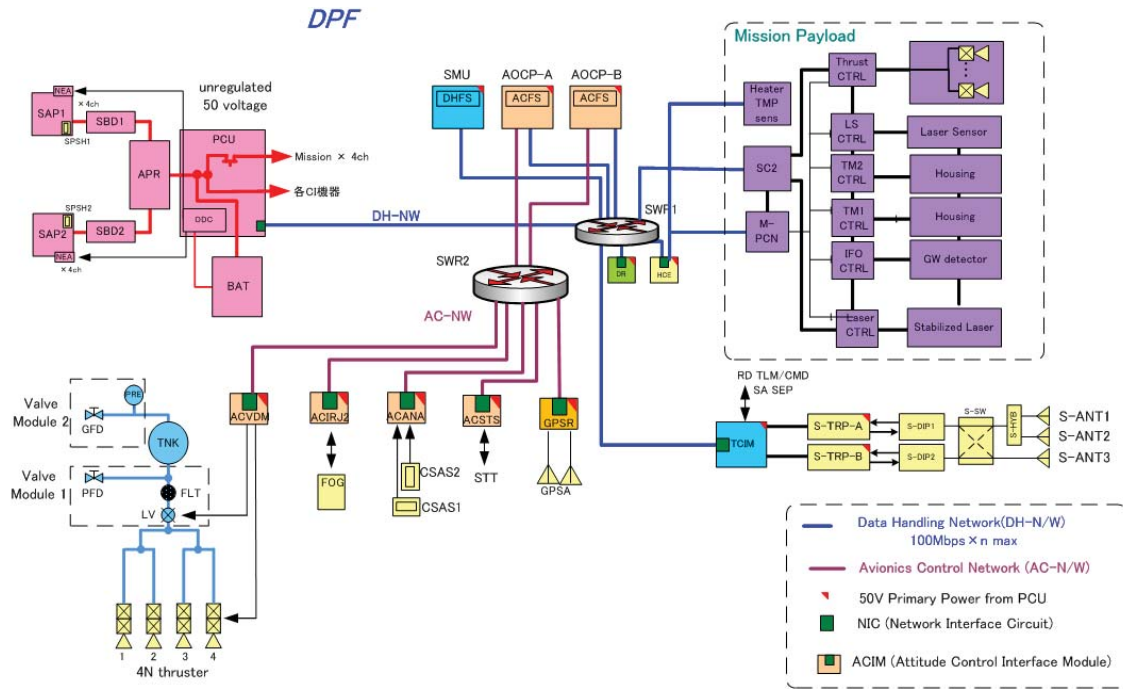 DPF
unregulated
50 voltage
NEA
× 4ch
SAP1
SPSH1
SBD1
APR
PCU
Mission × 4ch
各CI機器
DDC
SPSH2
SAP2
NEA
× 4ch
SBD2
BAT
DH-NW
SMU
DHFS
AOCP-A
ACFS
AOCP-B
ACFS
SWR1
DR
HCE
SWR2
AC-NW
Mission Payload
Heater
TMP
sens
SC2
M-
PCN
Thrust
CTRL
LS
CTRL
Laser Sensor
TM2
CTRL
Housing
TM1
CTRL
Housing
IFO
CTRL
GW detector
Laser
CTRL
Stabilized Laser
Valve
Module 2
PRE
GFD
TNK
Valve
Module 1
PFD
FLT
LV
1
2
3
4
4N thruster
ACVDM
ACIRJ2
FOG
ACANA
CSAS2
CSAS1
ACSTS
STT
GPSR
GPSA
RD TLM/CMD
SA SEP
TCIM
S-TRP-A
S-TRP-B
S-DIP1
S-DIP2
S-SW
S-HYB
S-ANT1
S-ANT2
S-ANT3
Data Handling Network(DH-N/W)
100Mbps×n max
Avionics Control Network (AC-N/W)
50V Primary Power from PCU
NIC (Network Interface Circuit)
ACIM (Attitude Control Interface Module)